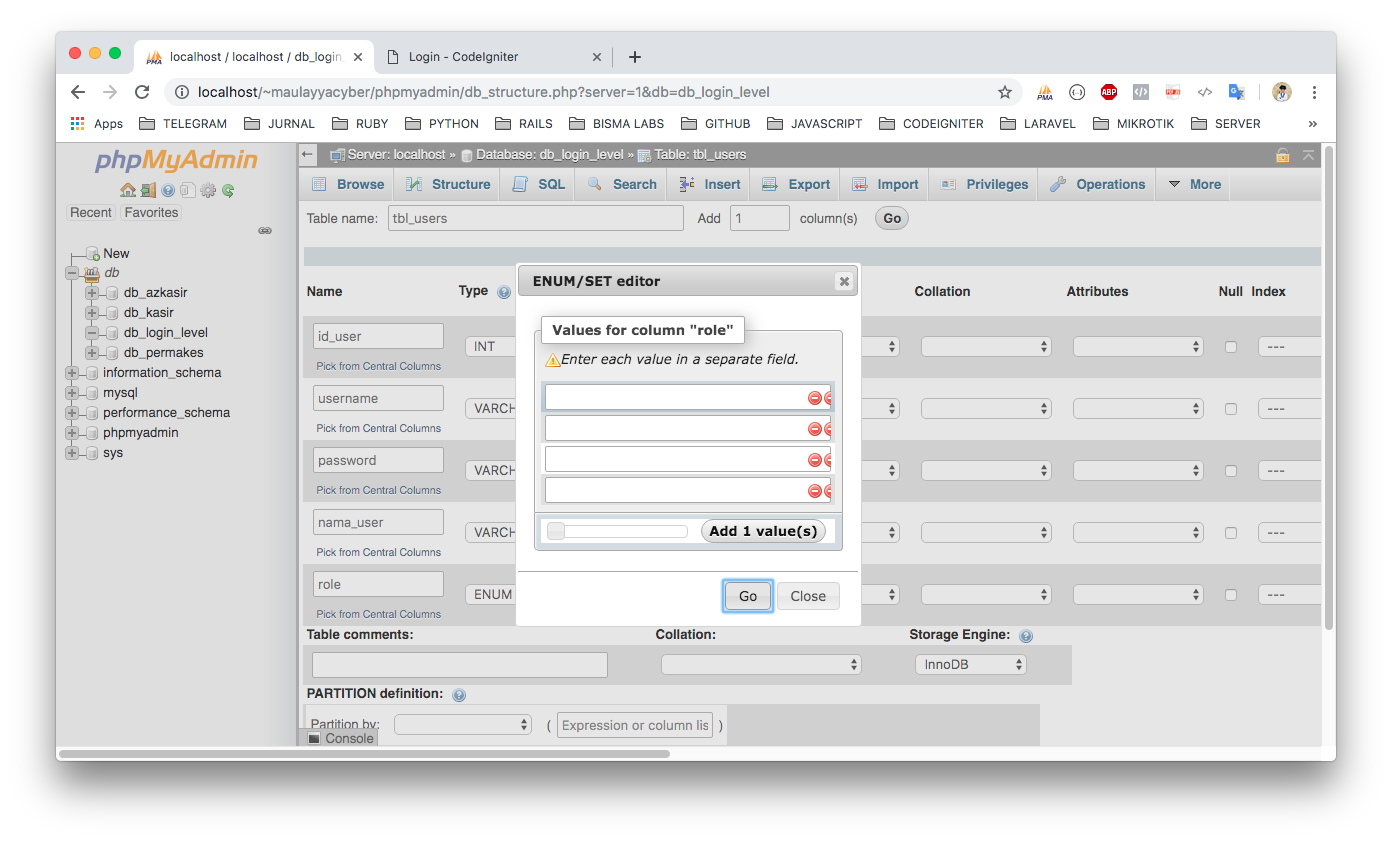 localhost / localhost / db_login_
Login - CodeIgniter
localhost/~maulayyacyber/phpmyadmin/db_structure.php?server=1&db=db_login_level
Apps TELEGRAM JURNAL RUBY PYTHON RAILS BISMA LABS GITHUB JAVASCRIPT CODEIGNITER LARAVEL MIKROTIK SERVER »
phpMyAdmin
Recent Favorites
New
db
db_azkasir
db_kasir
db_login_level
db_permakes
information_schema
mysql
performance_schema
phpmyadmin
sys
Server: localhost » Database: db_login_level » Table: tbl_users
Browse Structure SQL Search Insert Export Import Privileges Operations More
Table name: tbl_users Add 1 column(s) Go
Name Type Collation Attributes Null Index
id_user INT ---
Pick from Central Columns
username VARCH ---
Pick from Central Columns
password VARCH ---
Pick from Central Columns
nama_user VARCH ---
Pick from Central Columns
role ENUM ---
Pick from Central Columns
ENUM/SET editor
Values for column "role"
Enter each value in a separate field.
Add 1 value(s)
Go Close
Table comments: Collation: Storage Engine:
InnoDB
PARTITION definition:
Partition by: ( Expression or column lis )
Console